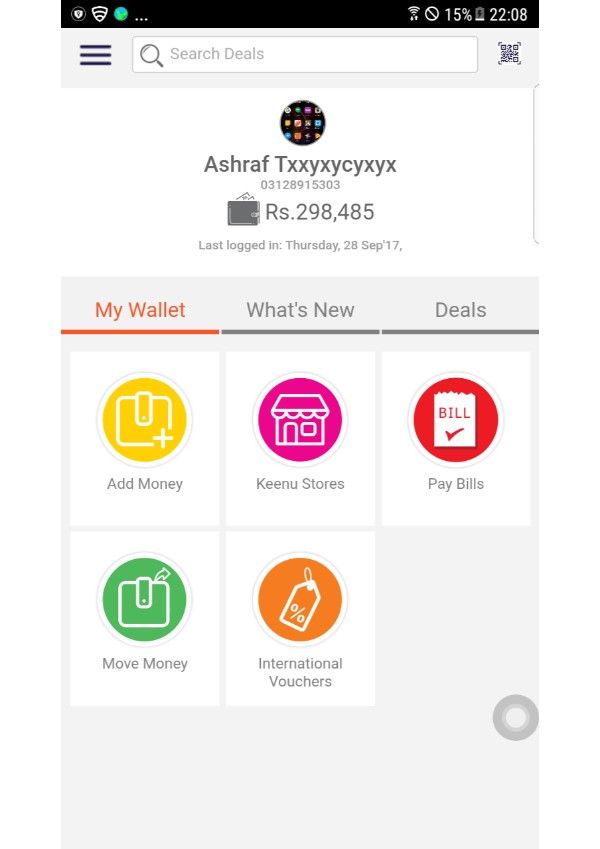 ... 15% 22:08
Search Deals
Ashraf Txxyxycyxyx
03128915303
Rs.298,485
Last logged in: Thursday, 28 Sep'17,
My Wallet What's New Deals
BILL
Add Money Keenu Stores Pay Bills
%
Move Money International
Vouchers